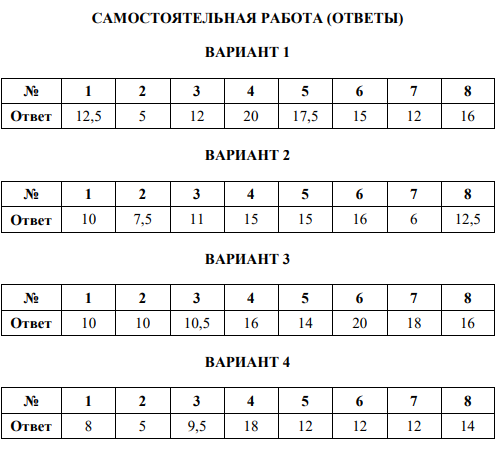 САМОСТОЯТЕЛЬНАЯ РАБОТА (ОТВЕТЫ)
ВАРИАНТ 1
№ 1 2 3 4 5 6 7 8
Ответ 12,5 5 12 20 17,5 15 12 16
ВАРИАНТ 2
№ 1 2 3 4 5 6 7 8
Ответ 10 7,5 11 15 15 16 6 12,5
ВАРИАНТ 3
№ 1 2 3 4 5 6 7 8
Ответ 10 10 10,5 16 14 20 18 16
ВАРИАНТ 4
№ 1 2 3 4 5 6 7 8
Ответ 8 5 9,5 18 12 12 12 14